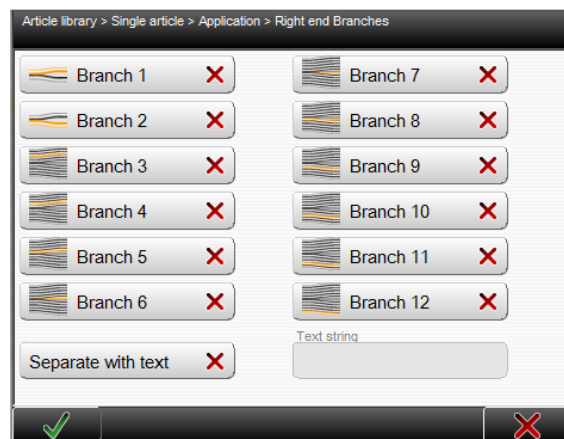 Article library > Single article > Application > Right end Branches
Branch 1
Branch 2
Branch 3
Branch 4
Branch 5
Branch 6
Separate with text
Branch 7
Branch 8
Branch 9
Branch 10
Branch 11
Branch 12
Text string